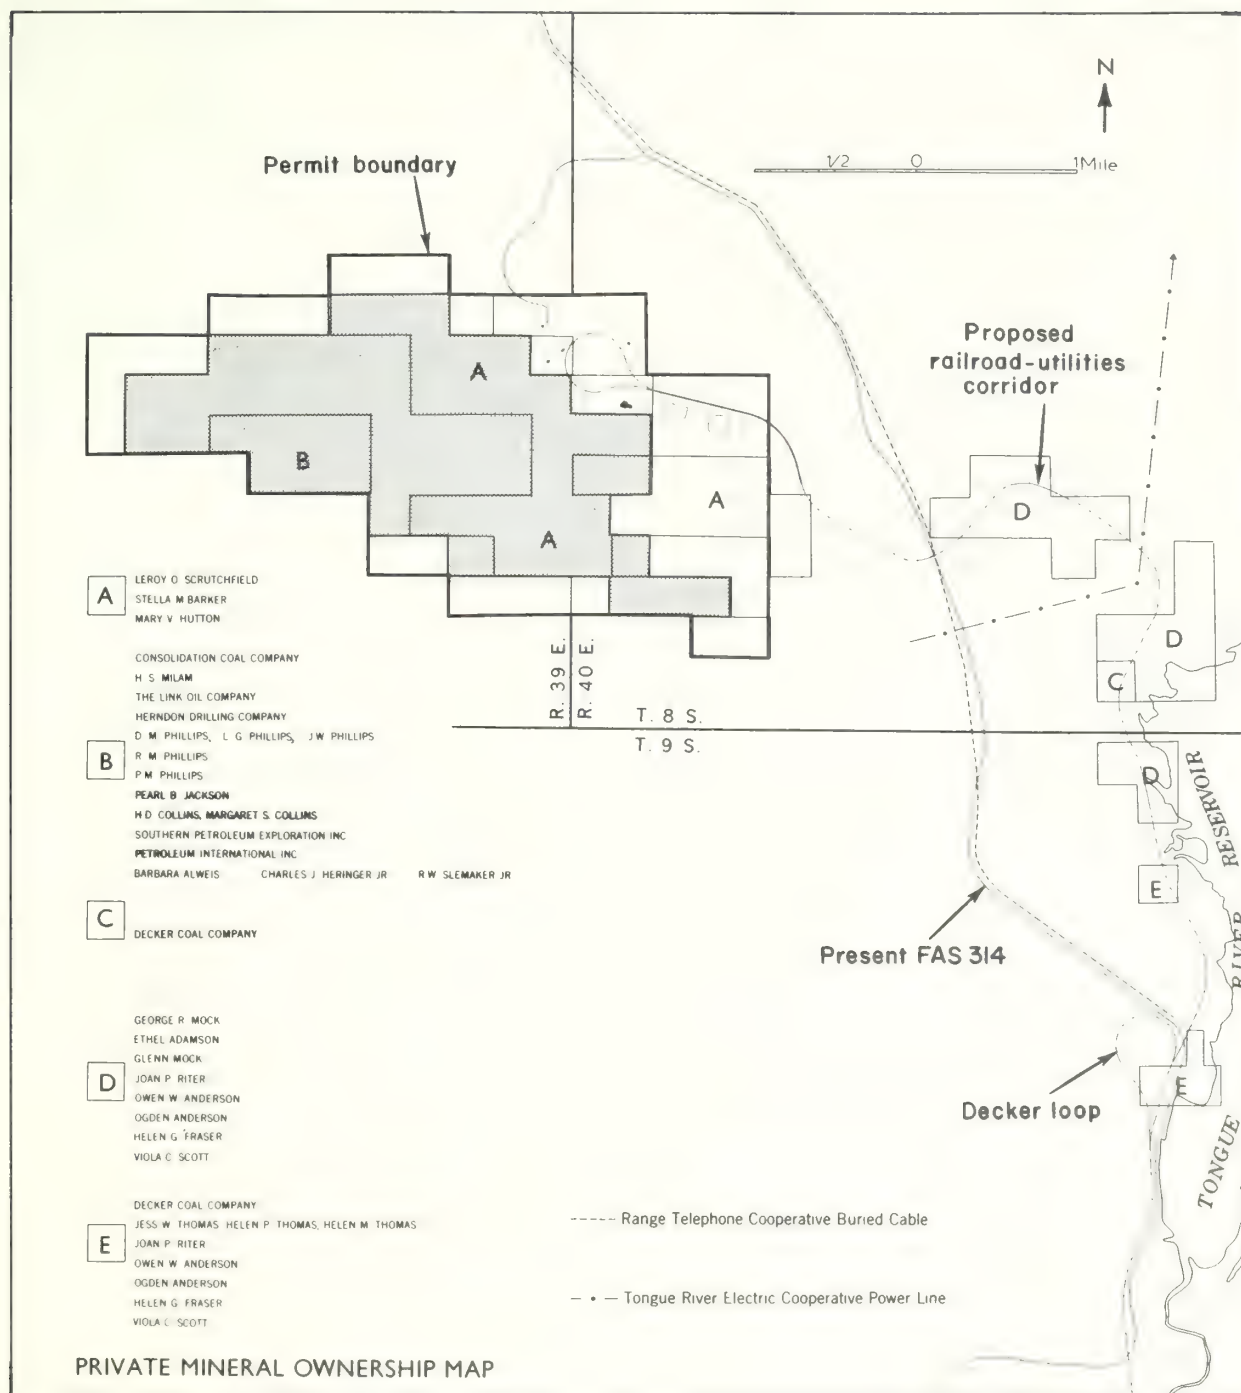 N
1/2 0 1 Mile
Permit boundary
Proposed
railroad-utilities
corridor
A
B
D
A
A
D
C
R. 39 E.
R. 40 E.
T. 8 S.
T. 9 S.
D
E
RESERVOIR
RIVER
TONGUE
Present FAS 314
Decker loop
E
A
LEROY O SCRUTCHFIELD
STELLA M BARKER
MARY V HUTTON
B
CONSOLIDATION COAL COMPANY
H S MILAM
THE LINK OIL COMPANY
HERNDON DRILLING COMPANY
D M PHILLIPS, L G PHILLIPS, J W PHILLIPS
R M PHILLIPS
P M PHILLIPS
PEARL B JACKSON
H D COLLINS, MARGARET S. COLLINS
SOUTHERN PETROLEUM EXPLORATION INC
PETROLEUM INTERNATIONAL INC
BARBARA ALWEIS CHARLES J HERINGER JR R W SLEMAKER JR
C
DECKER COAL COMPANY
D
GEORGE R MOCK
ETHEL ADAMSON
GLENN MOCK
JOAN P RITER
OWEN W ANDERSON
OGDEN ANDERSON
HELEN G FRASER
VIOLA C SCOTT
E
DECKER COAL COMPANY
JESS W THOMAS HELEN P THOMAS, HELEN M THOMAS
JOAN P RITER
OWEN W ANDERSON
OGDEN ANDERSON
HELEN G FRASER
VIOLA C SCOTT
Range Telephone Cooperative Buried Cable
Tongue River Electric Cooperative Power Line
PRIVATE MINERAL OWNERSHIP MAP